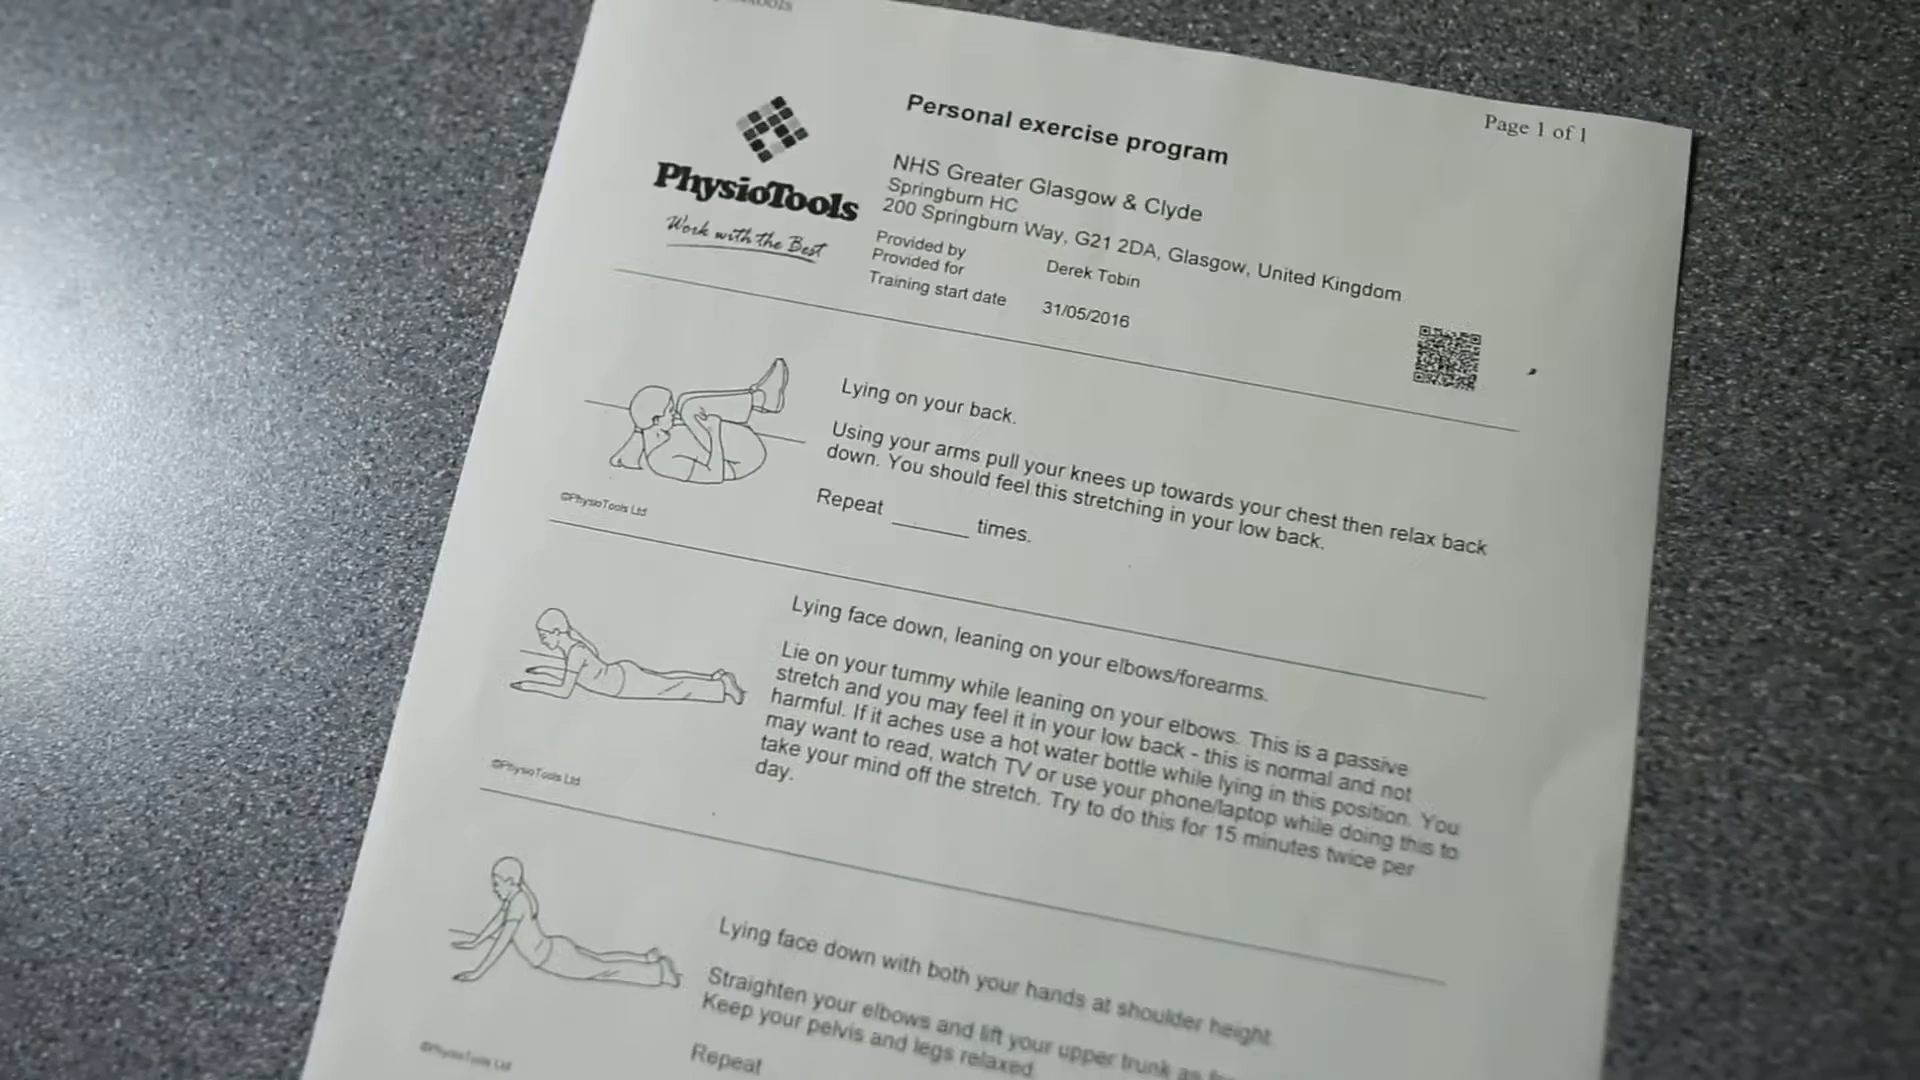 Page 1 of 1
Personal exercise program
PhysioTools
Work with the Best
NHS Greater Glasgow & Clyde
Springburn HC
200 Springburn Way, G21 2DA, Glasgow, United Kingdom
Provided by
Provided for
Derek Tobin
Training start date
31/05/2016
Lying on your back.
Using your arms pull your knees up towards your chest then relax back
down. You should feel this stretching in your low back.
Repeat ______ times.
©PhysioTools Ltd
Lying face down, leaning on your elbows/forearms.
Lie on your tummy while leaning on your elbows. This is a passive
stretch and you may feel it in your low back - this is normal and not
harmful. If it aches use a hot water bottle while lying in this position. You
may want to read, watch TV or use your phone/laptop while doing this to
take your mind off the stretch. Try to do this for 15 minutes twice per
day.
©PhysioTools Ltd
Lying face down with both your hands at shoulder height.
Straighten your elbows and lift your upper trunk as
Keep your pelvis and legs relaxed.
Repeat
©PhysioTools Ltd